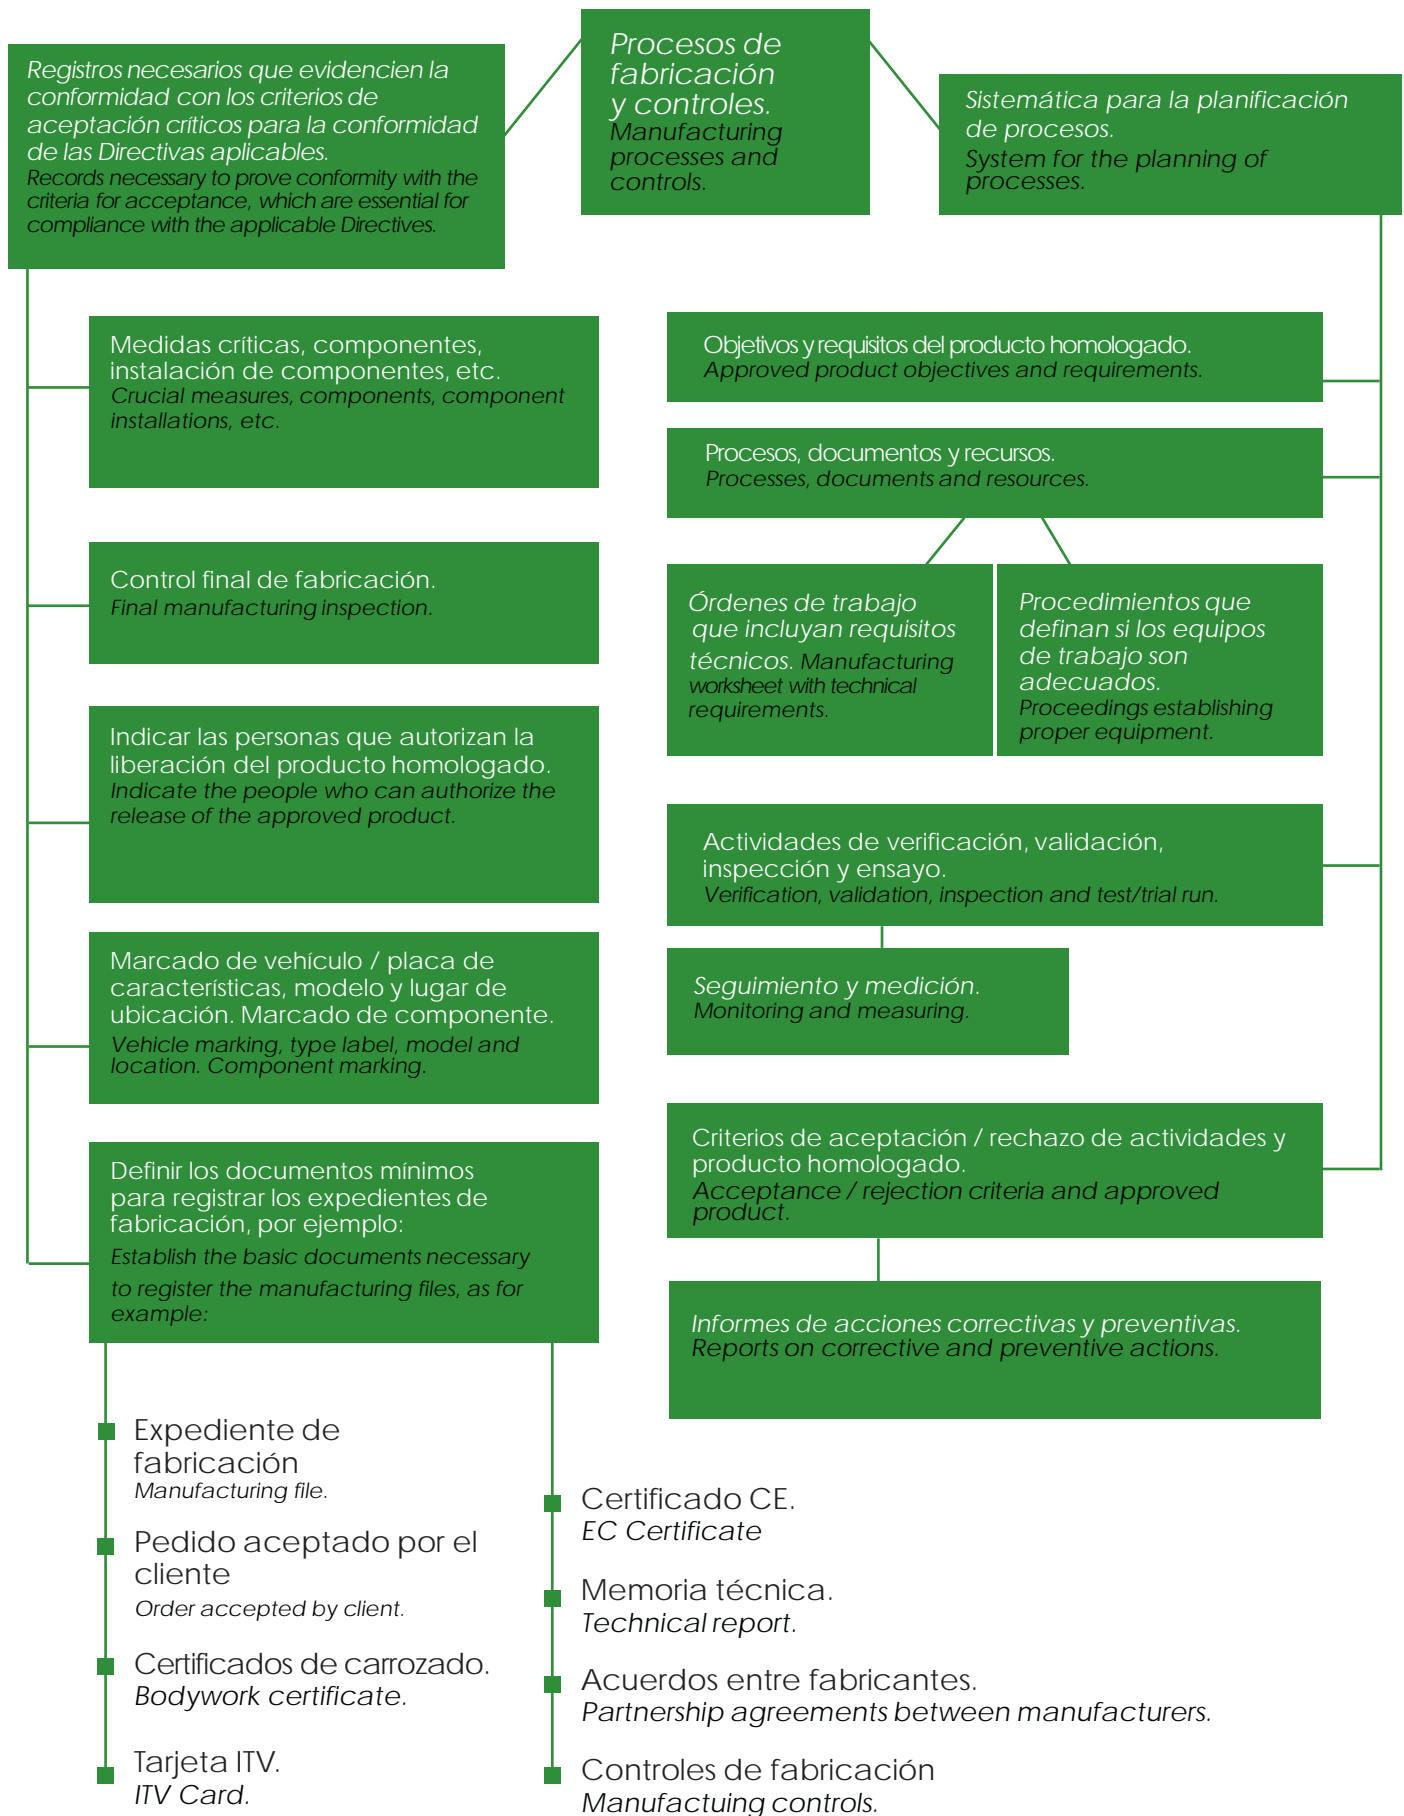 Procesos de
fabricación
y controles.
Manufacturing
processes and
controls.
Registros necesarios que evidencien la
conformidad con los criterios de
aceptación críticos para la conformidad
de las Directivas aplicables.
Records necessary to prove conformity with the
criteria for acceptance, which are essential for
compliance with the applicable Directives.
Medidas críticas, componentes,
instalación de componentes, etc.
Crucial measures, components, component
installations, etc.
Control final de fabricación.
Final manufacturing inspection.
Indicar las personas que autorizan la
liberación del producto homologado.
Indicate the people who can authorize the
release of the approved product.
Marcado de vehículo / placa de
características, modelo y lugar de
ubicación. Marcado de componente.
Vehicle marking, type label, model and
location. Component marking.
Definir los documentos mínimos
para registrar los expedientes de
fabricación, por ejemplo:
Establish the basic documents necessary
to register the manufacturing files, as for
example:
Expediente de
fabricación
Manufacturing file.
Pedido aceptado por el
cliente
Order accepted by client.
Certificados de carrozado.
Bodywork certificate.
Tarjeta ITV.
ITV Card.
Certificado CE.
EC Certificate
Memoria técnica.
Technical report.
Acuerdos entre fabricantes.
Partnership agreements between manufacturers.
Controles de fabricación
Manufactuing controls.
Sistemática para la planificación
de procesos.
System for the planning of
processes.
Objetivos y requisitos del producto homologado.
Approved product objectives and requirements.
Procesos, documentos y recursos.
Processes, documents and resources.
Órdenes de trabajo
que incluyan requisitos
técnicos. Manufacturing
worksheet with technical
requirements.
Procedimientos que
definan si los equipos
de trabajo son
adecuados.
Proceedings establishing
proper equipment.
Actividades de verificación, validación,
inspección y ensayo.
Verification, validation, inspection and test/trial run.
Seguimiento y medición.
Monitoring and measuring.
Criterios de aceptación / rechazo de actividades y
producto homologado.
Acceptance / rejection criteria and approved
product.
Informes de acciones correctivas y preventivas.
Reports on corrective and preventive actions.